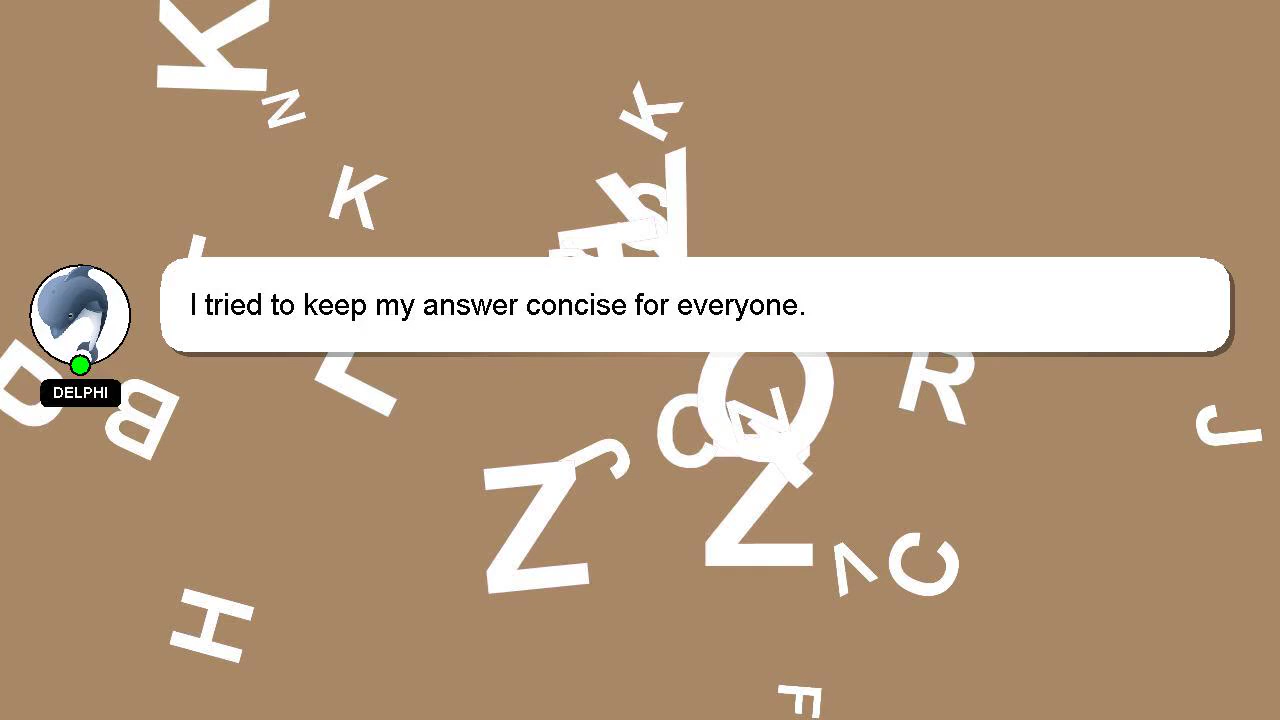 K
N
K
K
S
I tried to keep my answer concise for everyone.
DELPHI
B
L
Q
R
C
N
J
J
Z
Z
V
C
H
F